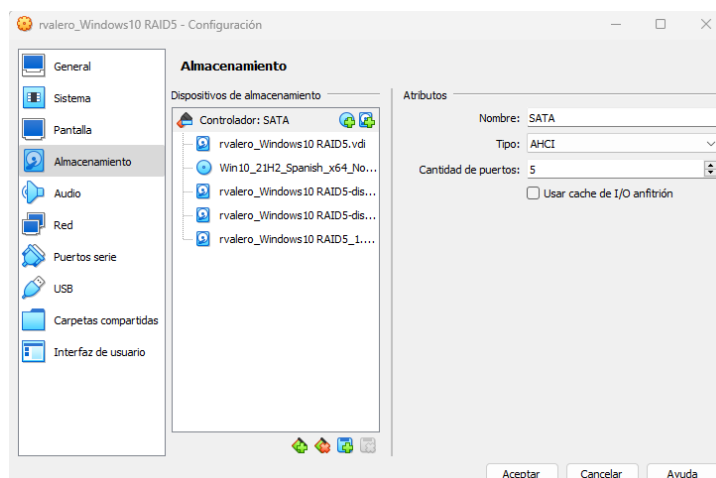 rvalero_Windows10 RAID5 - Configuración
General
Sistema
Pantalla
Almacenamiento
Audio
Red
Puertos serie
USB
Carpetas compartidas
Interfaz de usuario
Almacenamiento
Dispositivos de almacenamiento
Controlador: SATA
rvalero_Windows10 RAID5.vdi
Win10_21H2_Spanish_x64_No...
rvalero_Windows10 RAID5-dis...
rvalero_Windows10 RAID5-dis...
rvalero_Windows10 RAID5_1....
Atributos
Nombre: SATA
Tipo: AHCI
Cantidad de puertos: 5
Usar cache de I/O anfitrión
Aceptar Cancelar Ayuda